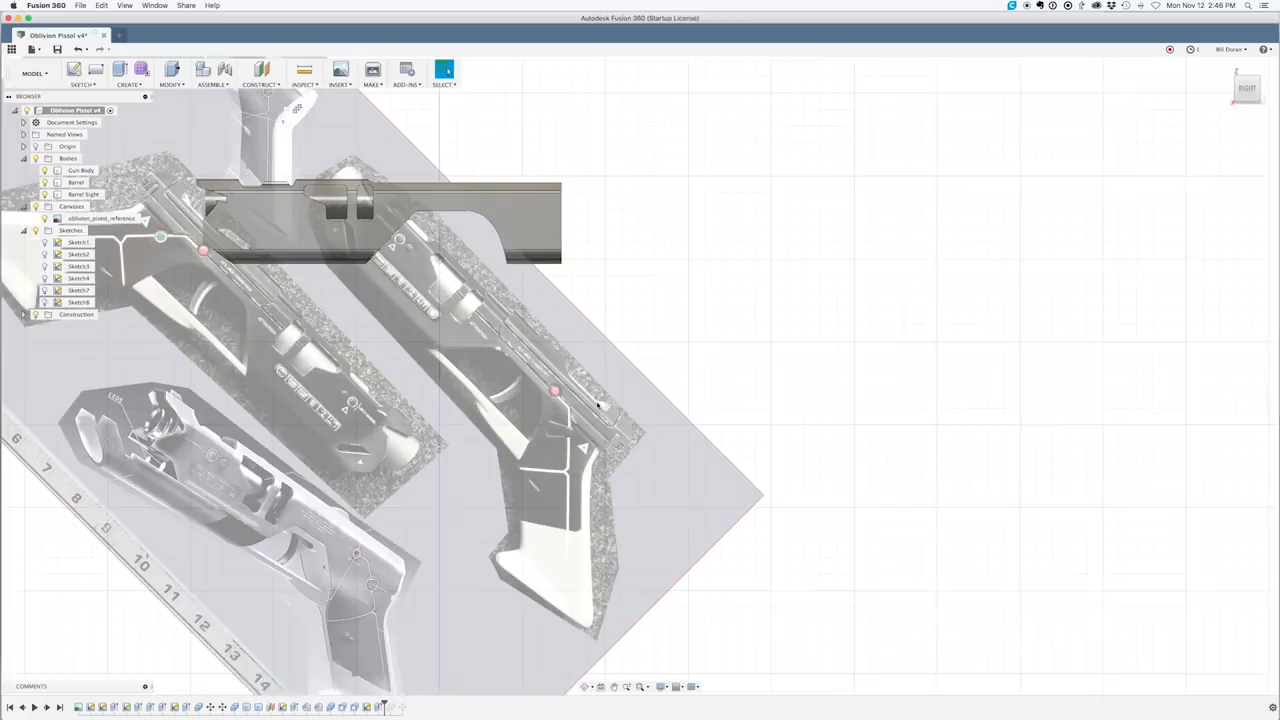 Fusion 360 File Edit View Window Share Help
Mon Nov 12 2:46 PM
Autodesk Fusion 360 (Startup License)
Oblivion Pistol v4*
1 Bill Doran
MODEL SKETCH CREATE MODIFY ASSEMBLE CONSTRUCT INSPECT INSERT MAKE ADD-INS SELECT
BROWSER
Oblivion Pistol v4
Document Settings
Named Views
Origin
Bodies
Gun Body
Barrel
Barrel Sight
Canvases
oblivion_pistol_reference
Sketches
Sketch1
Sketch2
Sketch3
Sketch4
Sketch7
Sketch8
Construction
Z
RIGHT
X
LEDS
6
7
8
9
10
11
12
13
14
COMMENTS